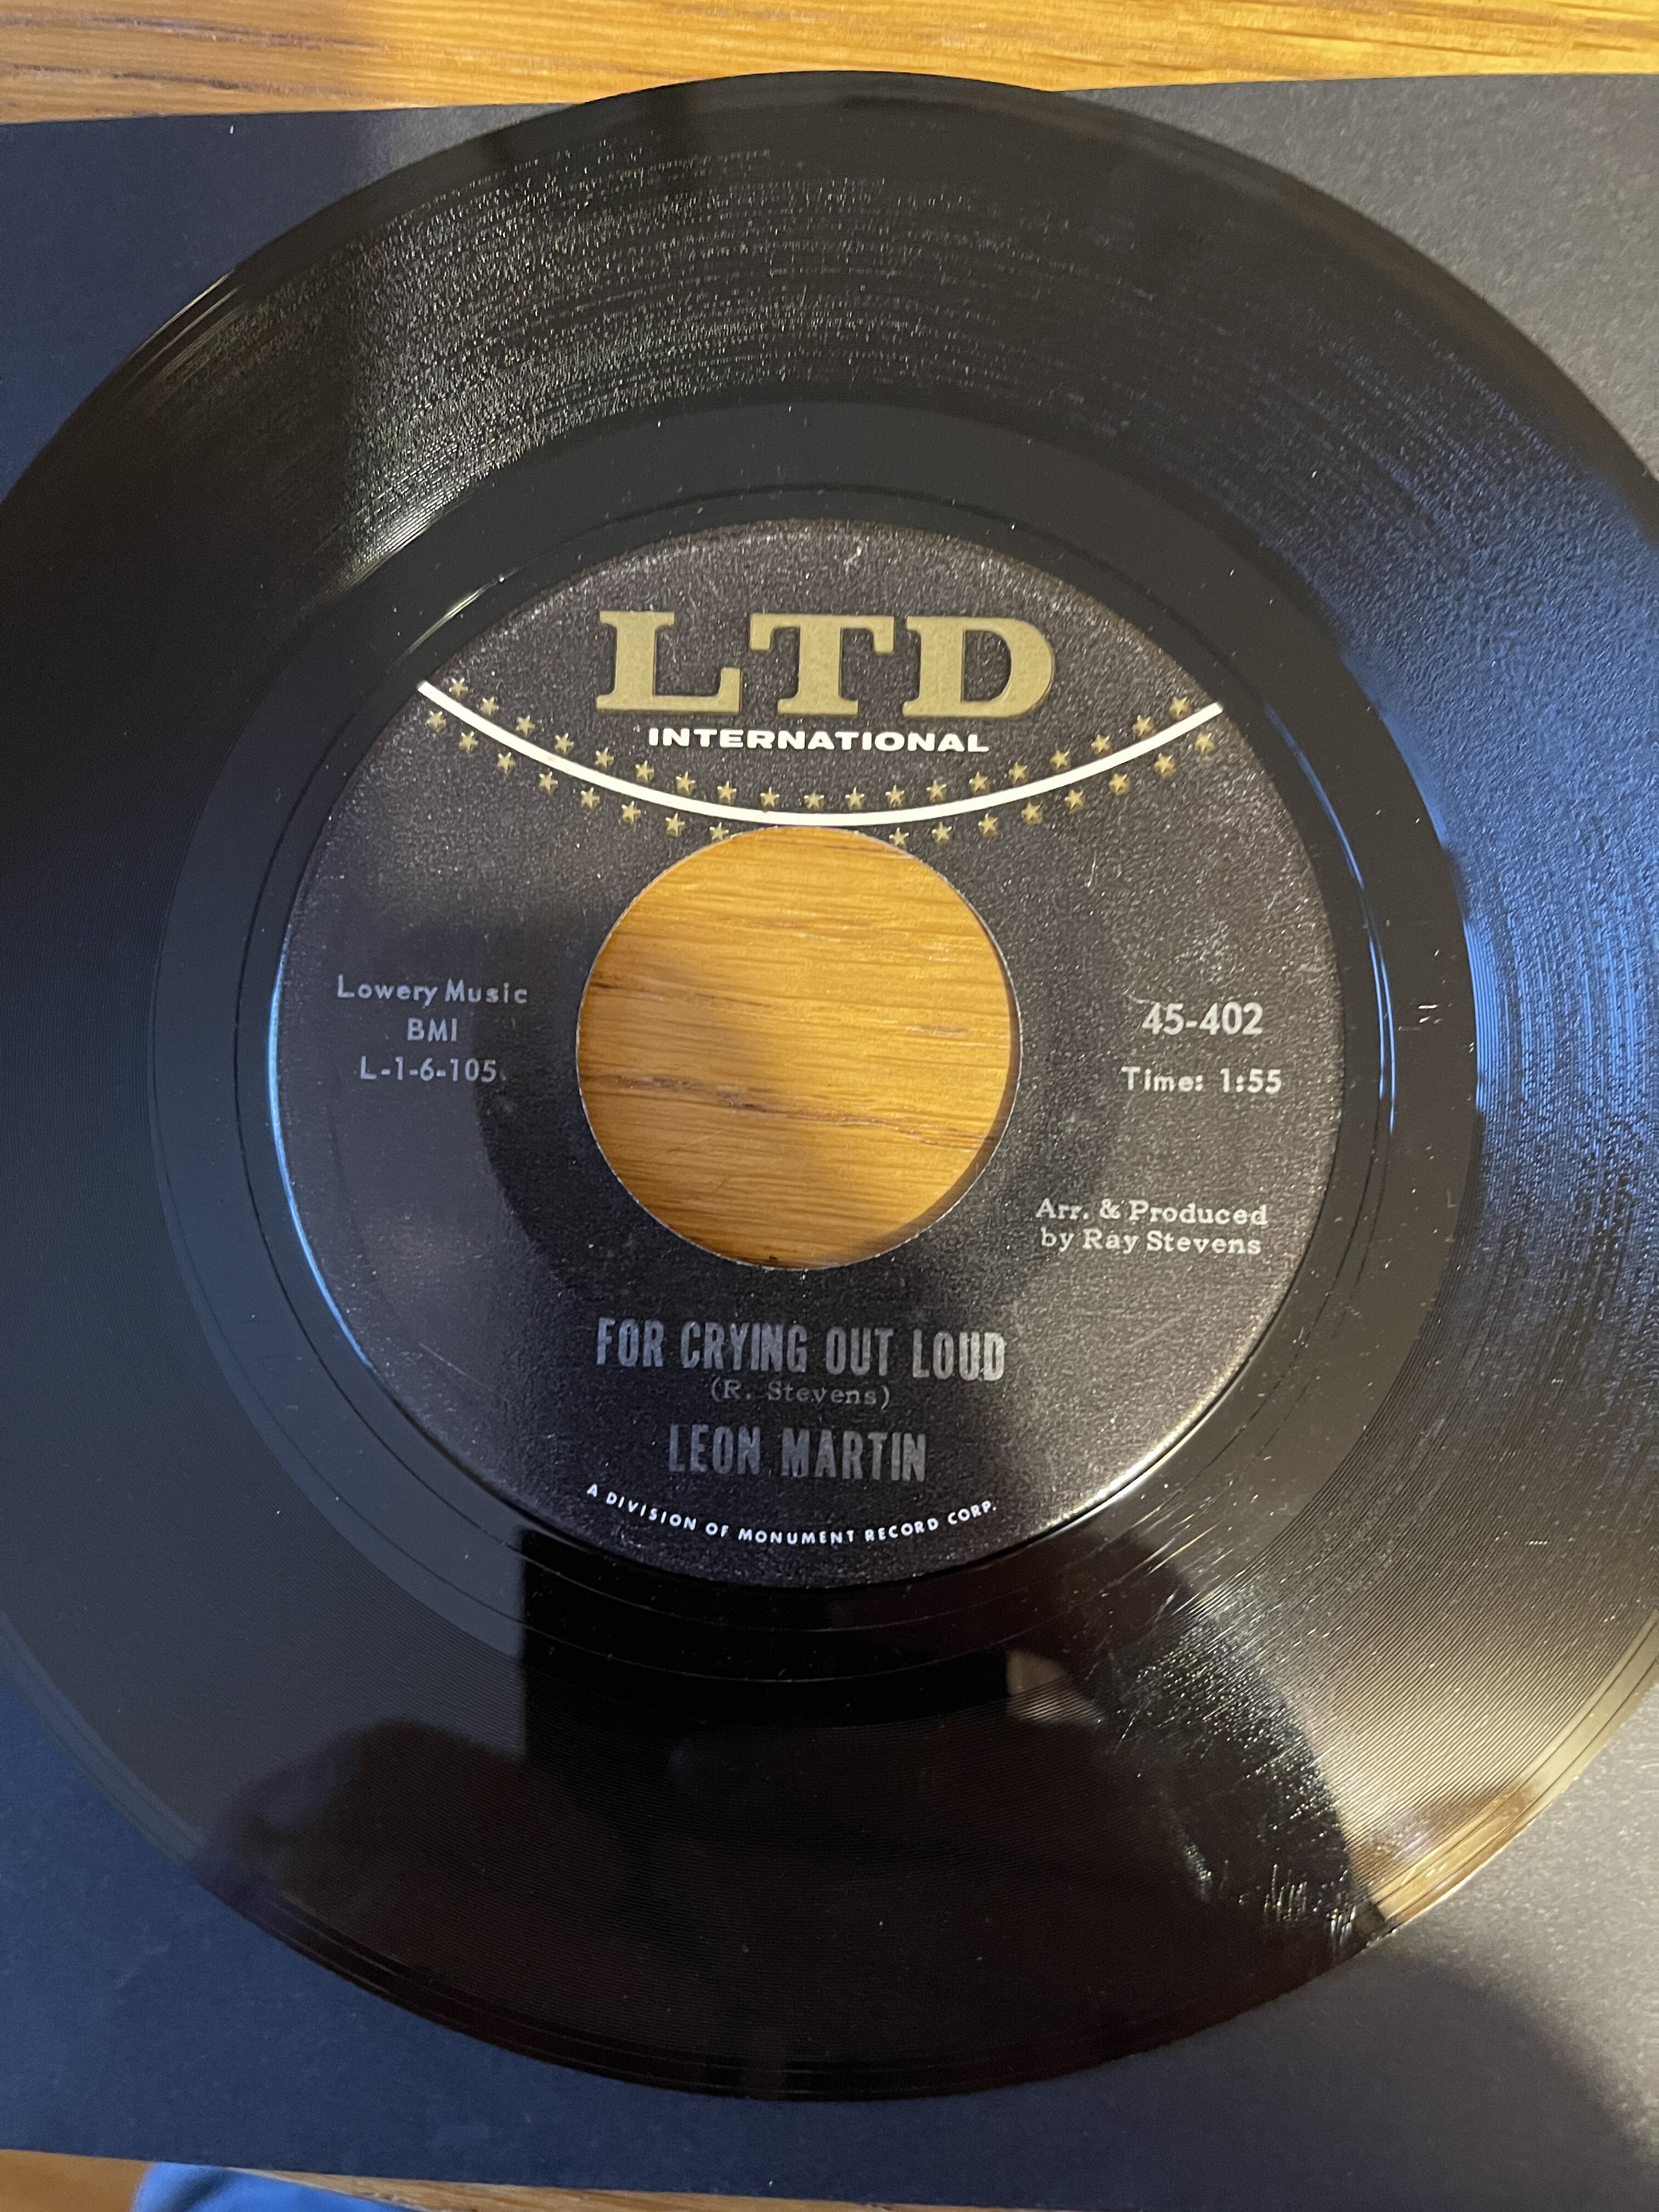 LTD
INTERNATIONAL
Lowery Music
BMI
L-1-6-105
45-402
Time: 1:55
Arr. & Produced
by Ray Stevens
FOR CRYING OUT LOUD
(R. Stevens)
LEON MARTIN
A DIVISION OF MONUMENT RECORD CORP.